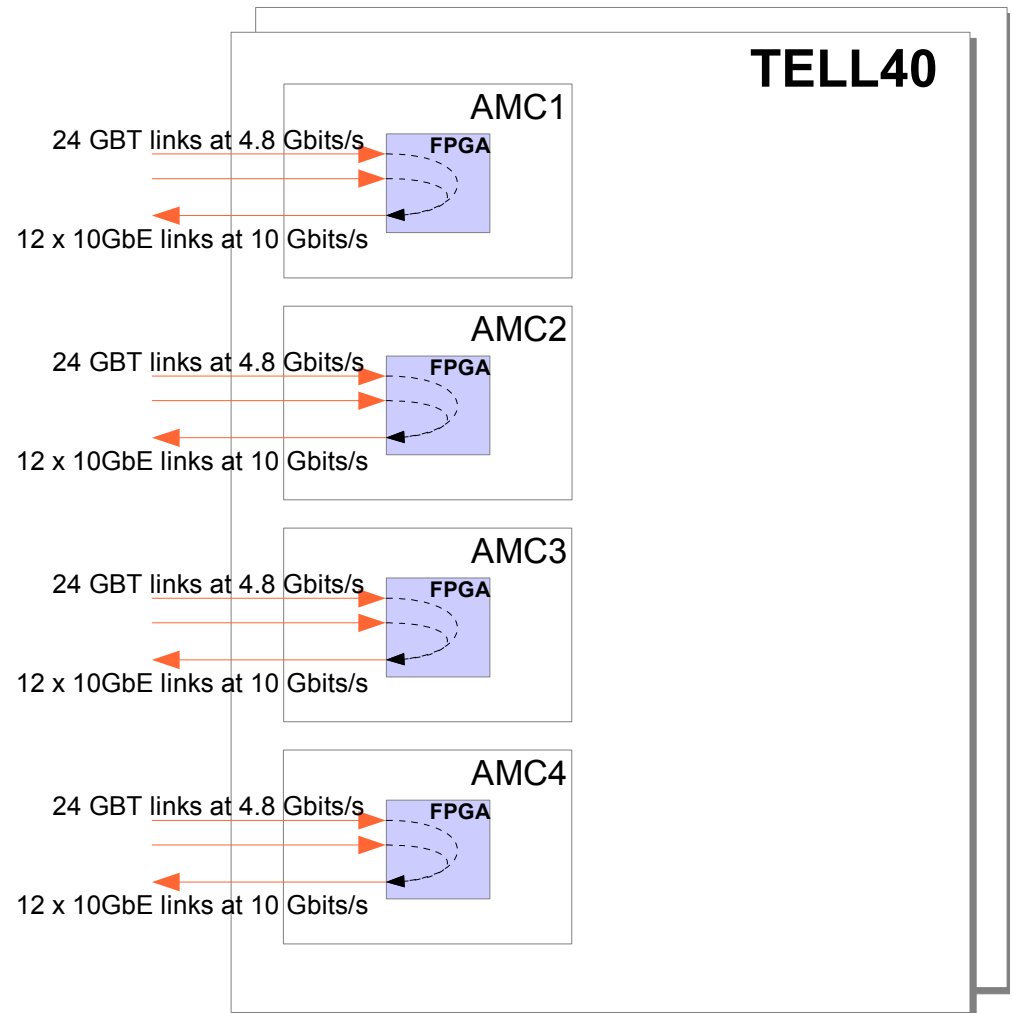 TELL40
AMC1
FPGA
24 GBT links at 4.8 Gbits/s
12 x 10GbE links at 10 Gbits/s
AMC2
FPGA
24 GBT links at 4.8 Gbits/s
12 x 10GbE links at 10 Gbits/s
AMC3
FPGA
24 GBT links at 4.8 Gbits/s
12 x 10GbE links at 10 Gbits/s
AMC4
FPGA
24 GBT links at 4.8 Gbits/s
12 x 10GbE links at 10 Gbits/s